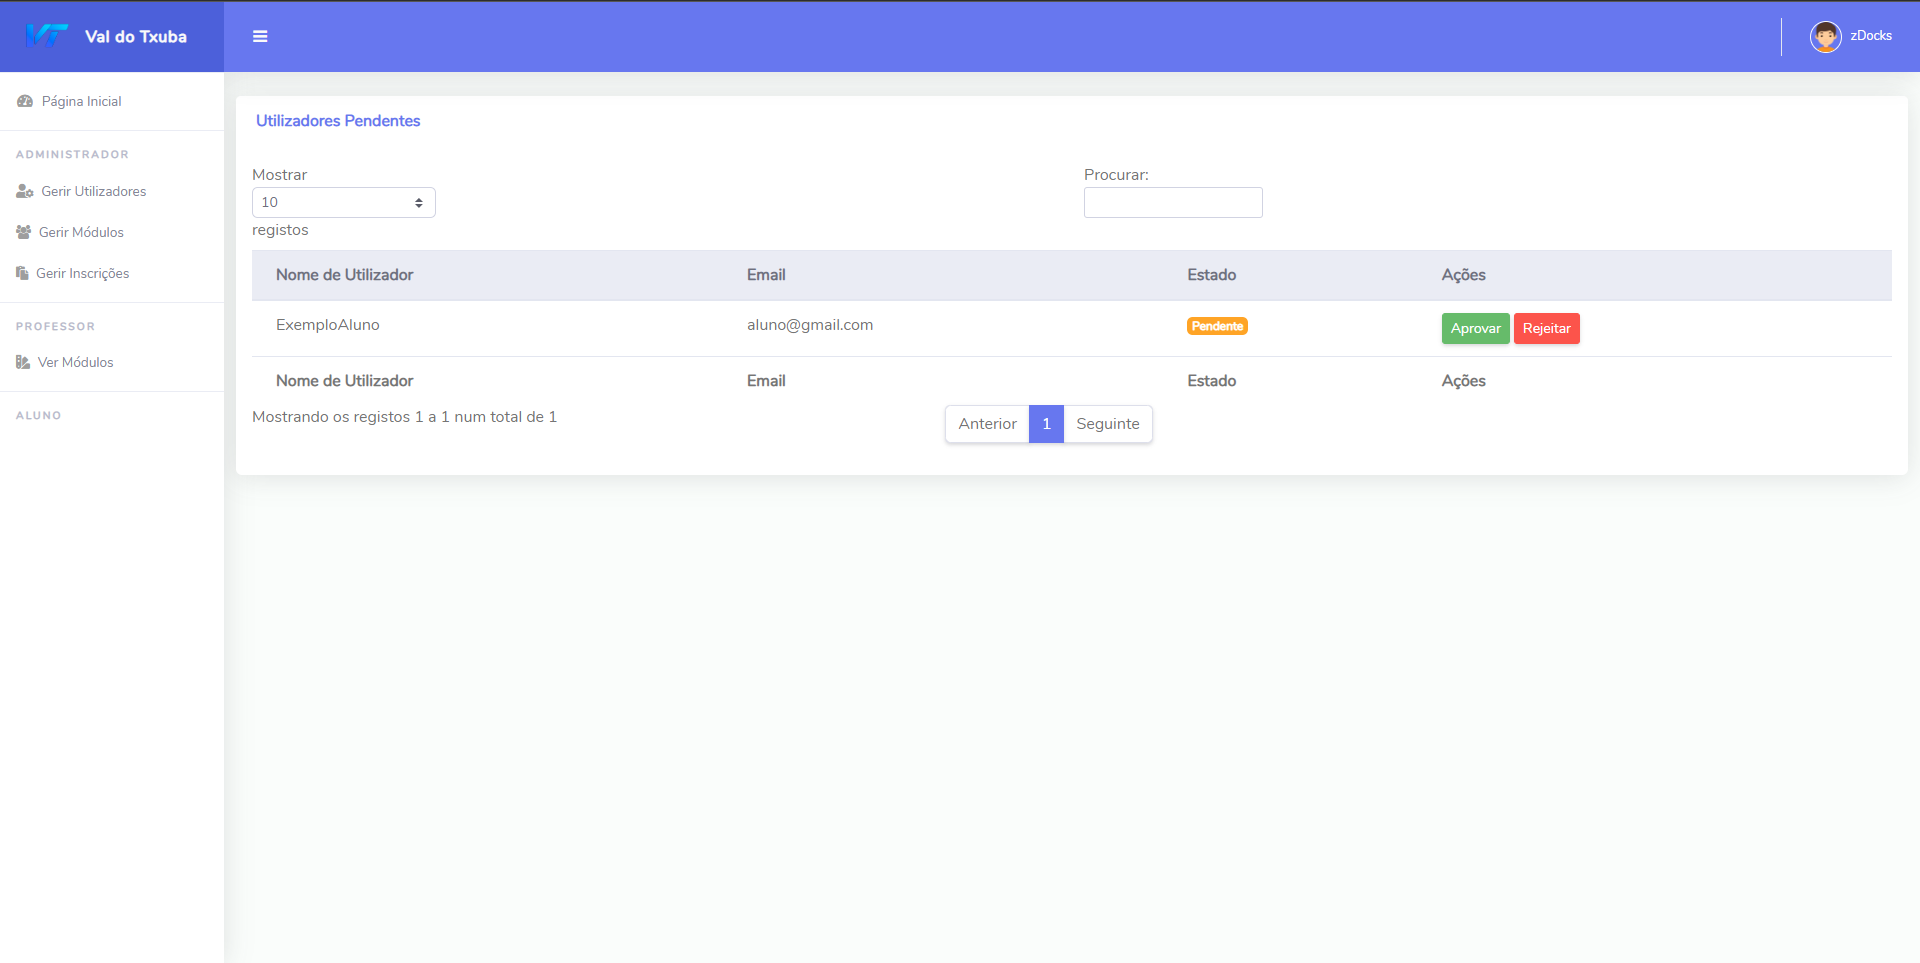 VT Val do Txuba
zDocks
Página Inicial
ADMINISTRADOR
Gerir Utilizadores
Gerir Módulos
Gerir Inscrições
PROFESSOR
Ver Módulos
ALUNO
Utilizadores Pendentes
Mostrar
10
registos
Procurar:
Nome de Utilizador Email Estado Ações
ExemploAluno aluno@gmail.com Pendente Aprovar Rejeitar
Nome de Utilizador Email Estado Ações
Mostrando os registos 1 a 1 num total de 1
Anterior 1 Seguinte